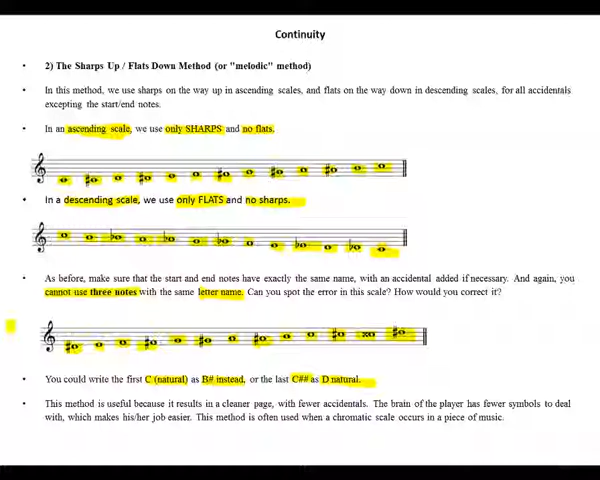 Continuity
• 2) The Sharps Up / Flats Down Method (or "melodic" method)
• In this method, we use sharps on the way up in ascending scales, and flats on the way down in descending scales, for all accidentals
excepting the start/end notes.
• In an ascending scale, we use only SHARPS and no flats.
• In a descending scale, we use only FLATS and no sharps.
• As before, make sure that the start and end notes have exactly the same name, with an accidental added if necessary. And again, you
cannot use three notes with the same letter name. Can you spot the error in this scale? How would you correct it?
• You could write the first C (natural) as B# instead, or the last C## as D natural.
• This method is useful because it results in a cleaner page, with fewer accidentals. The brain of the player has fewer symbols to deal
with, which makes his/her job easier. This method is often used when a chromatic scale occurs in a piece of music.